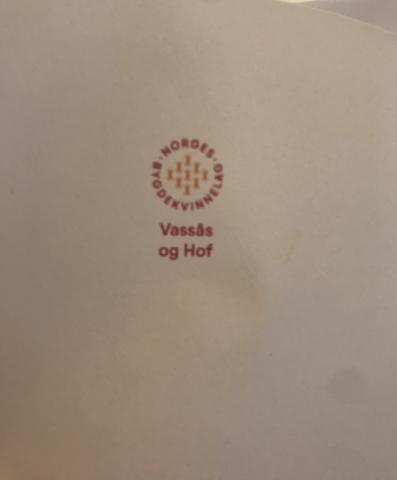 NORGES
BYGDEKVINNELAG
Vassås
og Hof